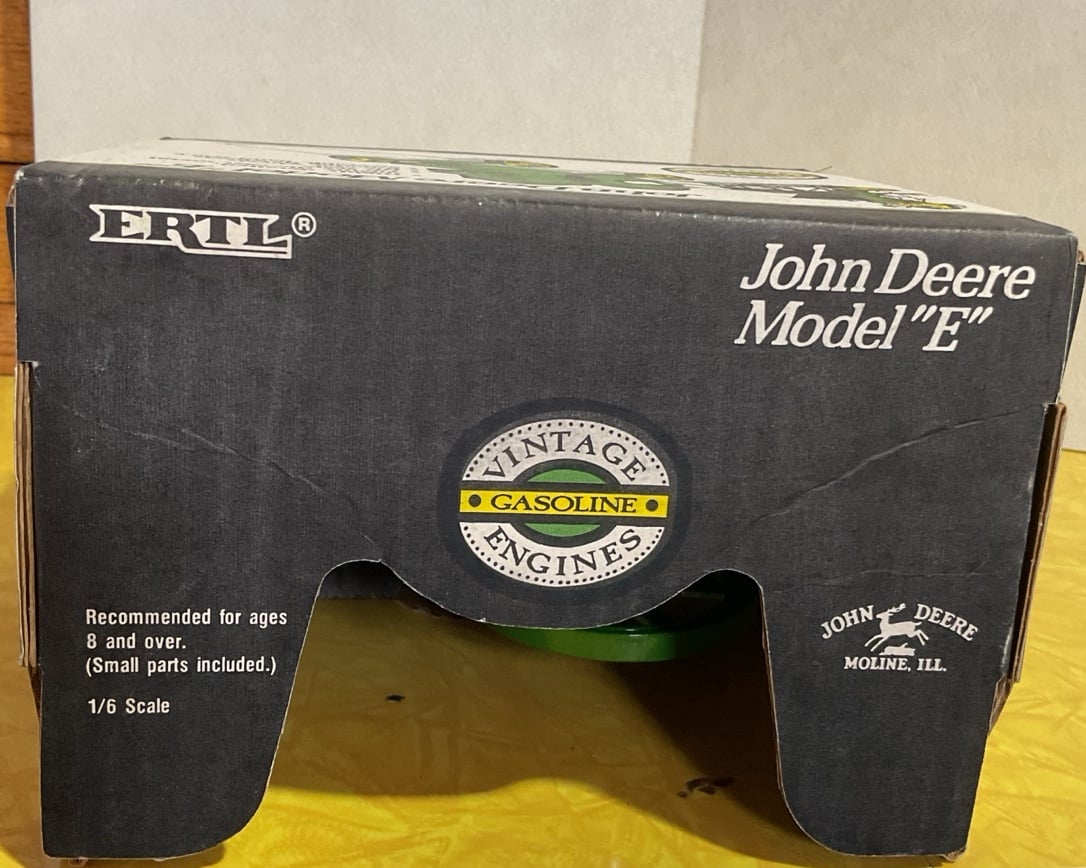 ERTL®
John Deere
Model "E"
VINTAGE
GASOLINE
ENGINES
Recommended for ages
8 and over.
(Small parts included.)
1/6 Scale
JOHN DEERE
MOLINE, ILL.